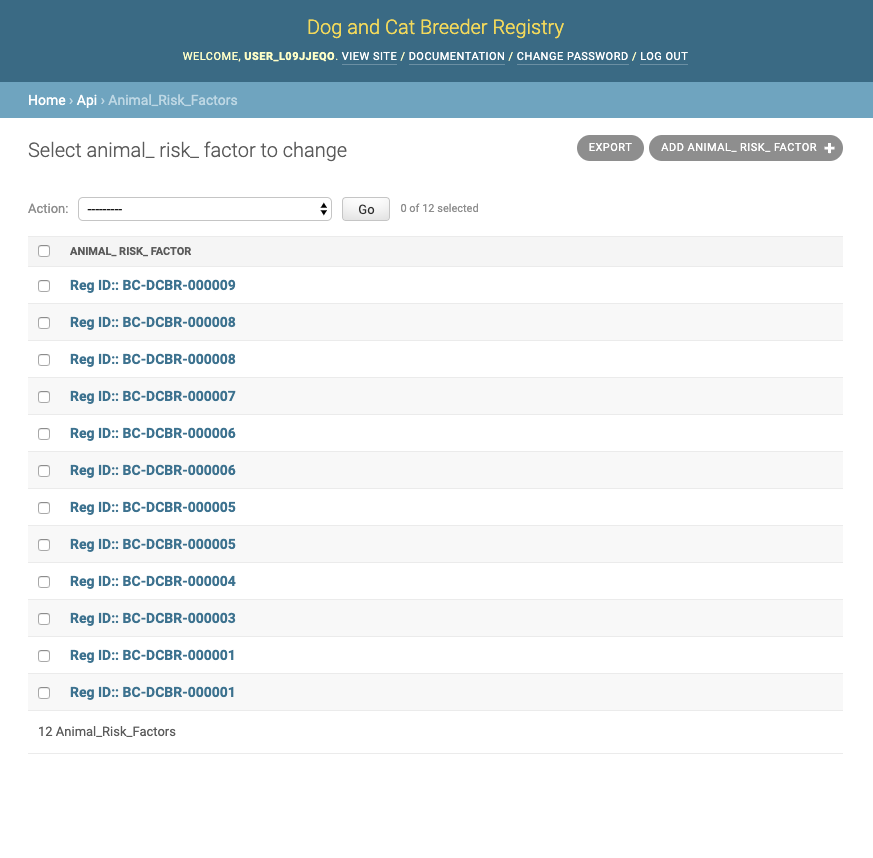 Dog and Cat Breeder Registry
WELCOME, USER_L09JJEQO. VIEW SITE / DOCUMENTATION / CHANGE PASSWORD / LOG OUT
Home › Api › Animal_Risk_Factors
Select animal_ risk_ factor to change
EXPORT
ADD ANIMAL_ RISK_ FACTOR +
Action: --------- Go 0 of 12 selected
ANIMAL_ RISK_ FACTOR
Reg ID:: BC-DCBR-000009
Reg ID:: BC-DCBR-000008
Reg ID:: BC-DCBR-000008
Reg ID:: BC-DCBR-000007
Reg ID:: BC-DCBR-000006
Reg ID:: BC-DCBR-000006
Reg ID:: BC-DCBR-000005
Reg ID:: BC-DCBR-000005
Reg ID:: BC-DCBR-000004
Reg ID:: BC-DCBR-000003
Reg ID:: BC-DCBR-000001
Reg ID:: BC-DCBR-000001
12 Animal_Risk_Factors